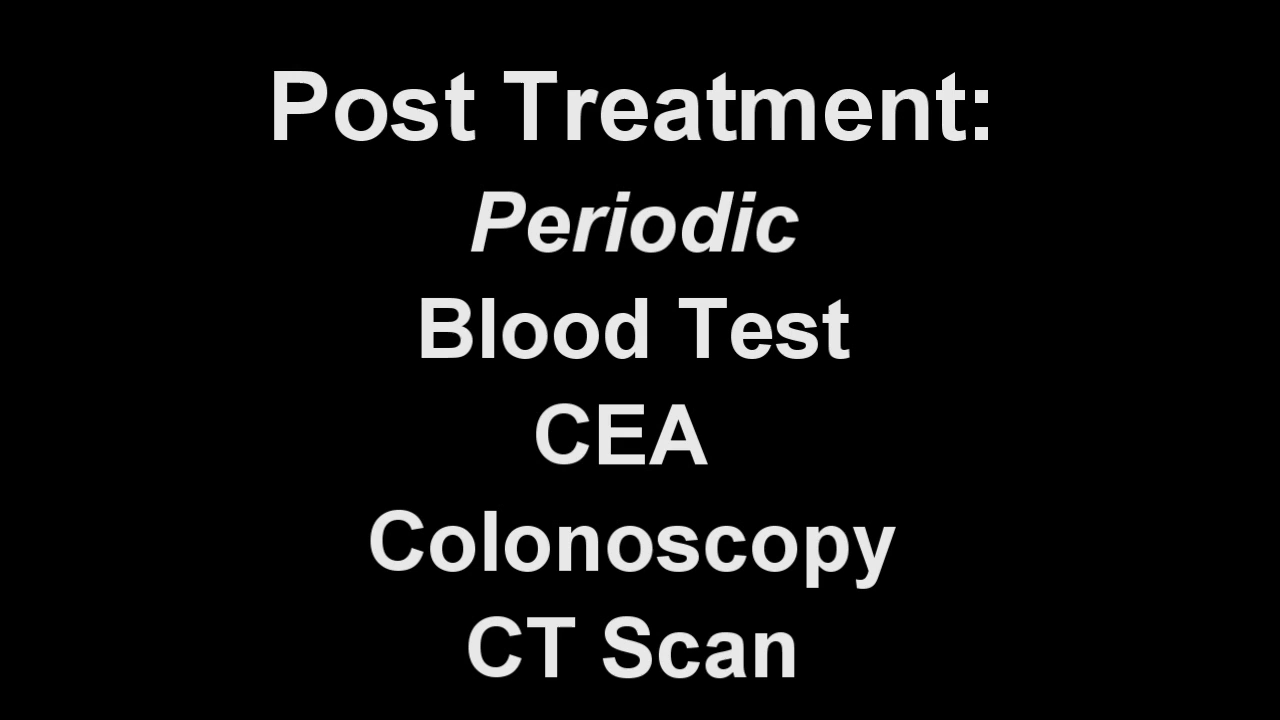 Post Treatment:
Periodic
Blood Test
CEA
Colonoscopy
CT Scan